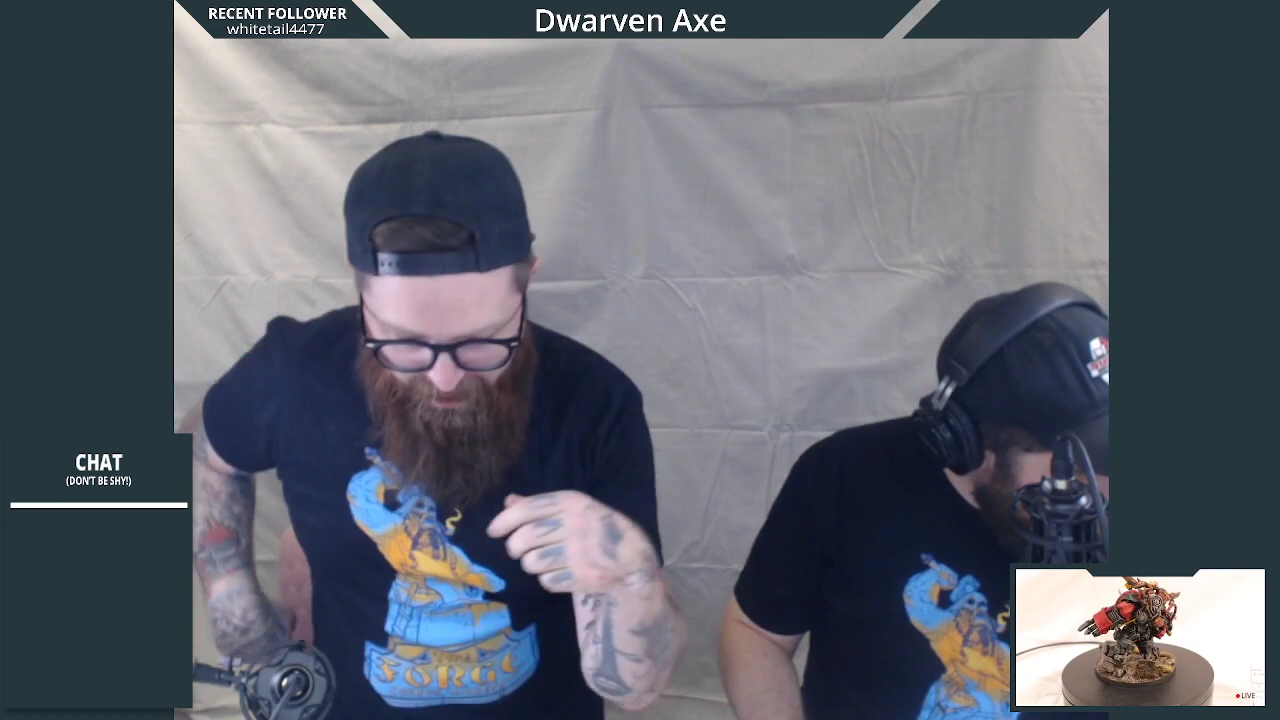 RECENT FOLLOWER
whitetail4477
Dwarven Axe
CHAT
(DON'T BE SHY!)
FORGE
LIVE